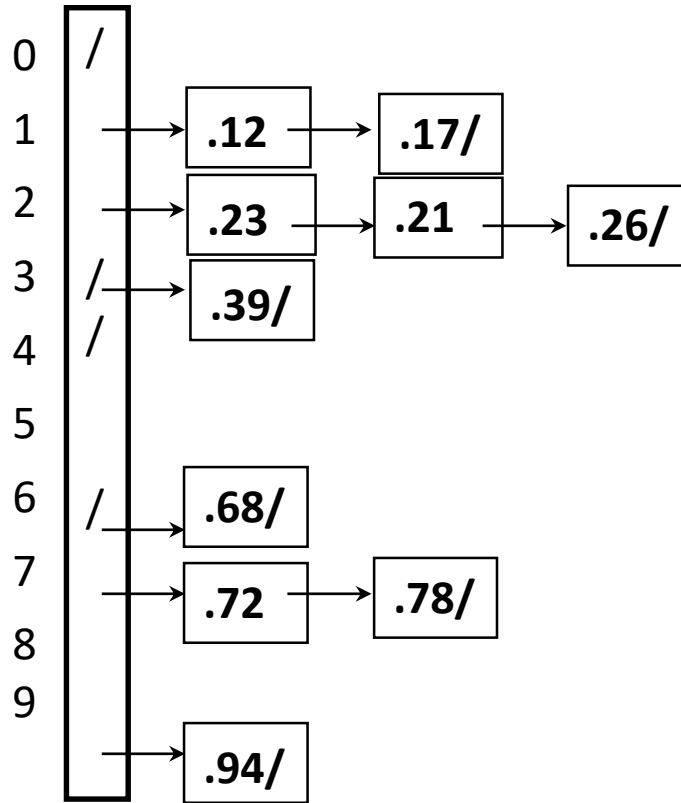 0 /
1 .12 .17/
2 .23 .21 .26/
3 / .39/
4 /
5
6 / .68/
7 .72 .78/
8
9 .94/